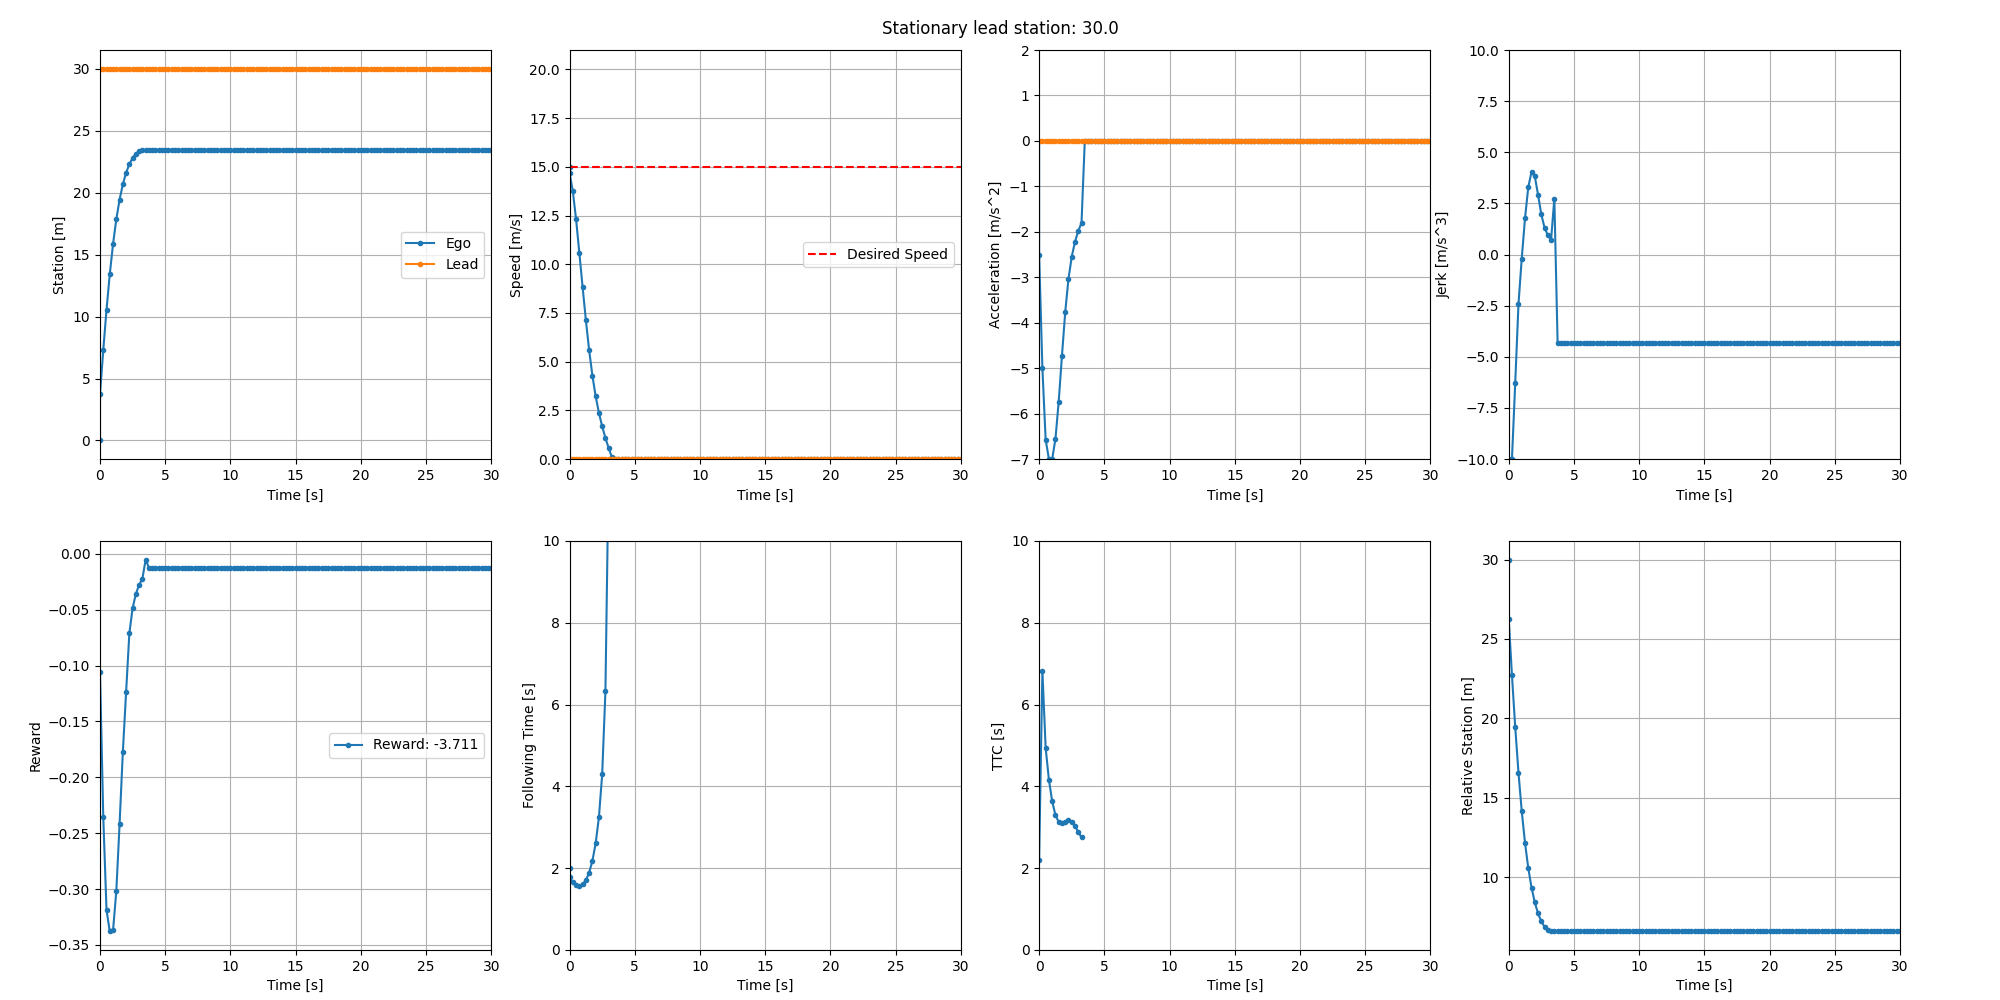 Stationary lead station: 30.0
30
25
20
15
10
5
0
Station [m]
Ego
Lead
0 5 10 15 20 25 30
Time [s]
20.0
17.5
15.0
12.5
10.0
7.5
5.0
2.5
0.0
Speed [m/s]
Desired Speed
0 5 10 15 20 25 30
Time [s]
2
1
0
−1
−2
−3
−4
−5
−6
−7
Acceleration [m/s^2]
0 5 10 15 20 25 30
Time [s]
10.0
7.5
5.0
2.5
0.0
−2.5
−5.0
−7.5
−10.0
Jerk [m/s^3]
0 5 10 15 20 25 30
Time [s]
0.00
−0.05
−0.10
−0.15
−0.20
−0.25
−0.30
−0.35
Reward
Reward: -3.711
0 5 10 15 20 25 30
Time [s]
10
8
6
4
2
0
Following Time [s]
0 5 10 15 20 25 30
Time [s]
10
8
6
4
2
0
TTC [s]
0 5 10 15 20 25 30
Time [s]
30
25
20
15
10
Relative Station [m]
0 5 10 15 20 25 30
Time [s]